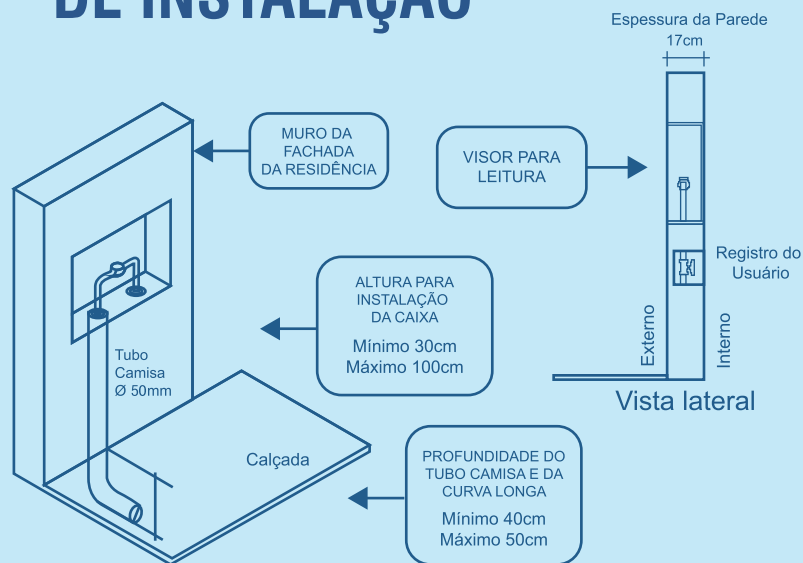 DE INSTALAÇÃO
Espessura da Parede
17cm
MURO DA
FACHADA
DA RESIDÊNCIA
VISOR PARA
LEITURA
Registro do
Usuário
ALTURA PARA
INSTALAÇÃO
DA CAIXA
Mínimo 30cm
Máximo 100cm
Tubo
Camisa
Ø 50mm
Externo
Interno
Vista lateral
Calçada
PROFUNDIDADE DO
TUBO CAMISA E DA
CURVA LONGA
Mínimo 40cm
Máximo 50cm